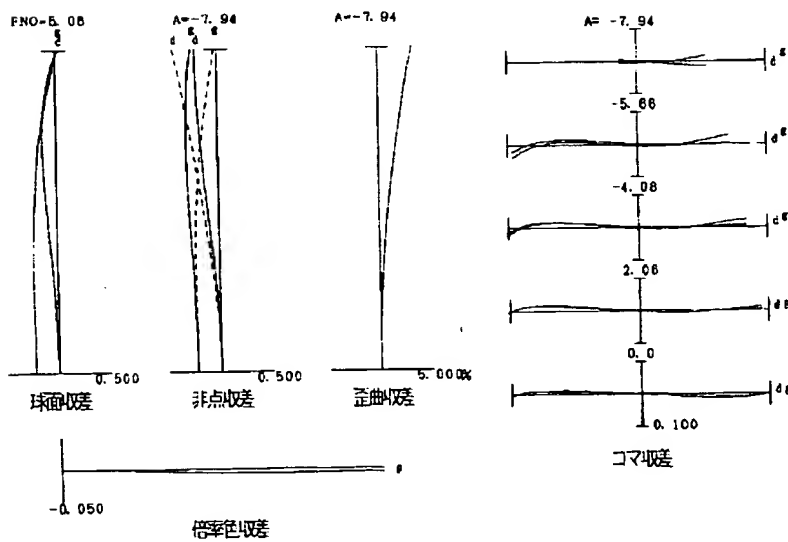 FNO=5.08
g
d
A=-7.94
d
g
d
g
A=-7.94
0.500
球面収差
0.500
非点収差
5.000%
歪曲収差
A= -7.94
d g
-5.66
d g
-4.08
d g
2.06
d g
0.0
d g
0.100
コマ収差
g
-0.050
倍率色収差